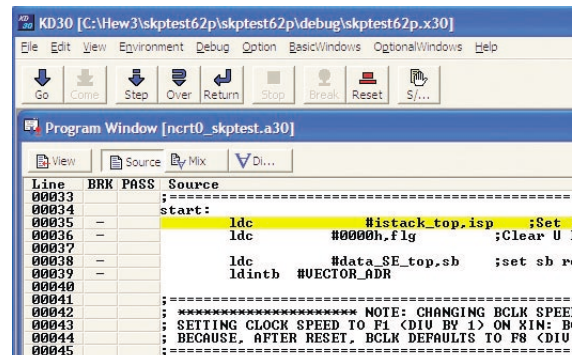 KD30 [C:\Hew3\skptest62p\skptest62p\debug\skptest62p.x30]
File Edit View Environment Debug Option BasicWindows OptionalWindows Help
Go Come Step Over Return Stop Break Reset S/...
Program Window [ncrt0_skptest.a30]
View Source Mix Di...
Line BRK PASS Source
00033 ;==========================================
00034 start:
00035 - ldc #istack_top,isp ;Set
00036 - ldc #0000h,flg ;Clear U
00037
00038 - ldc #data_SE_top,sb ;set sb
00039 - ldintb #VECTOR_ADR
00040
00041 ;==========================================
00042 ; ********************* NOTE: CHANGING BCLK SPEE
00043 ; SETTING CLOCK SPEED TO F1 (DIV BY 1) ON XIN: B
00044 ; BECAUSE, AFTER RESET, BCLK DEFAULTS TO F8 (DIV
00045 ;==========================================